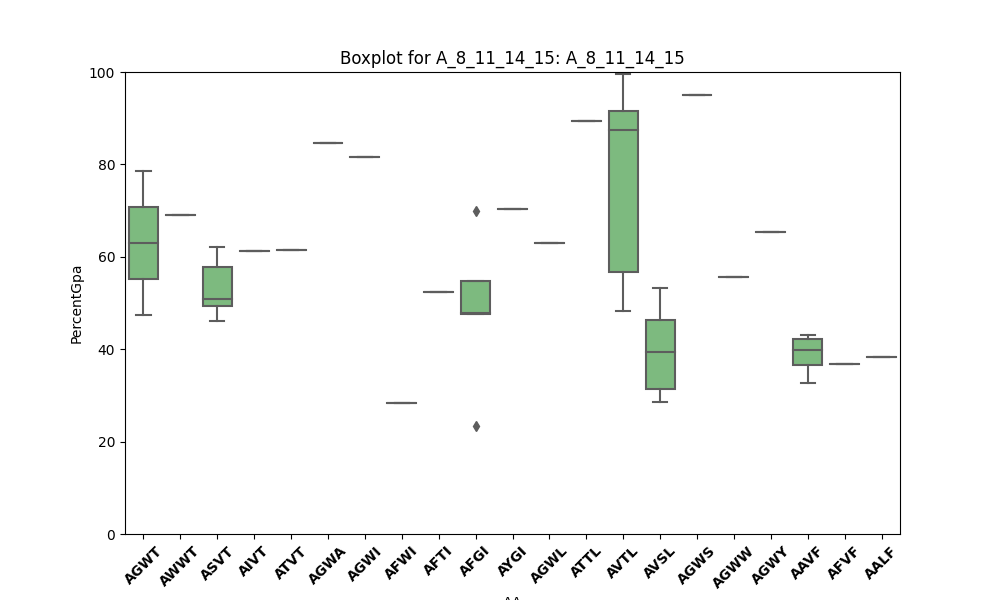 Boxplot for A_8_11_14_15: A_8_11_14_15
100
80
60
40
20
0
PercentGpa
AGWT AWWT ASVT AIVT ATVT AGWA AGWI AFWI AFTI AFGI AYGI AGWL ATTL AVTL AVSL AGWS AGWW AGWY AAVF AFVF AALF